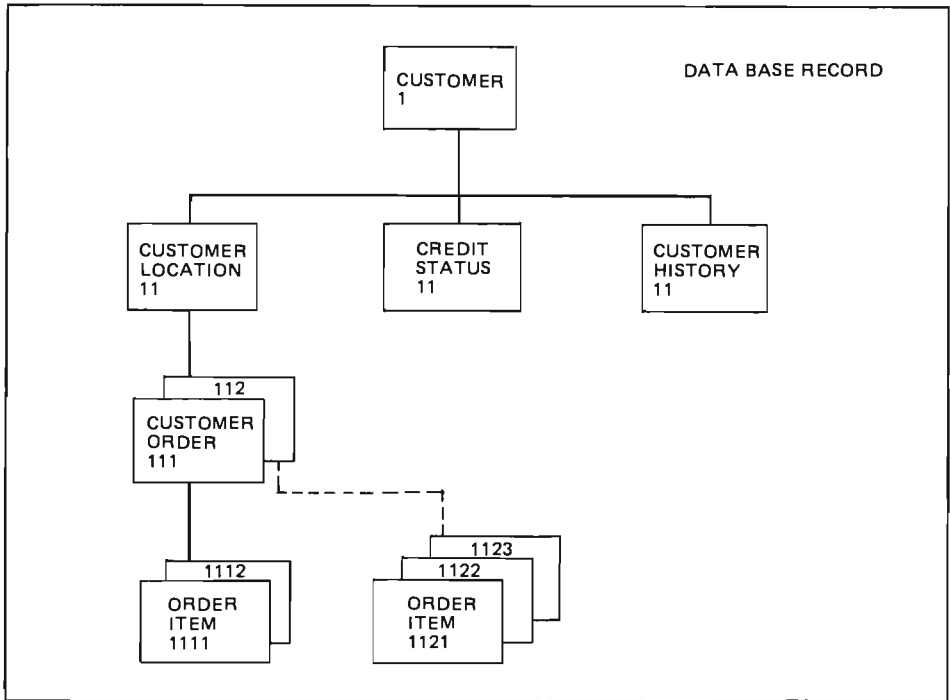 DATA BASE RECORD
CUSTOMER
1
CUSTOMER
LOCATION
11
CREDIT
STATUS
11
CUSTOMER
HISTORY
11
112
CUSTOMER
ORDER
111
1112
ORDER
ITEM
1111
1123
1122
ORDER
ITEM
1121